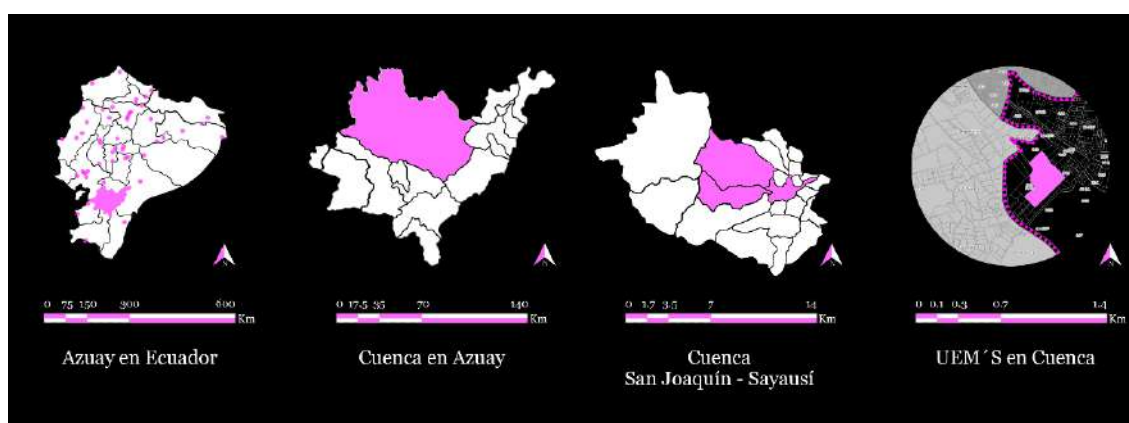 N
N
N
N
0 75 150 300 600
Km
0 17.5 35 70 140
Km
0 1.7 3.5 7 14
Km
0 0.1 0.3 0.7 1.4
Km
Azuay en Ecuador
Cuenca en Azuay
Cuenca
San Joaquín - Sayausí
UEM´S en Cuenca